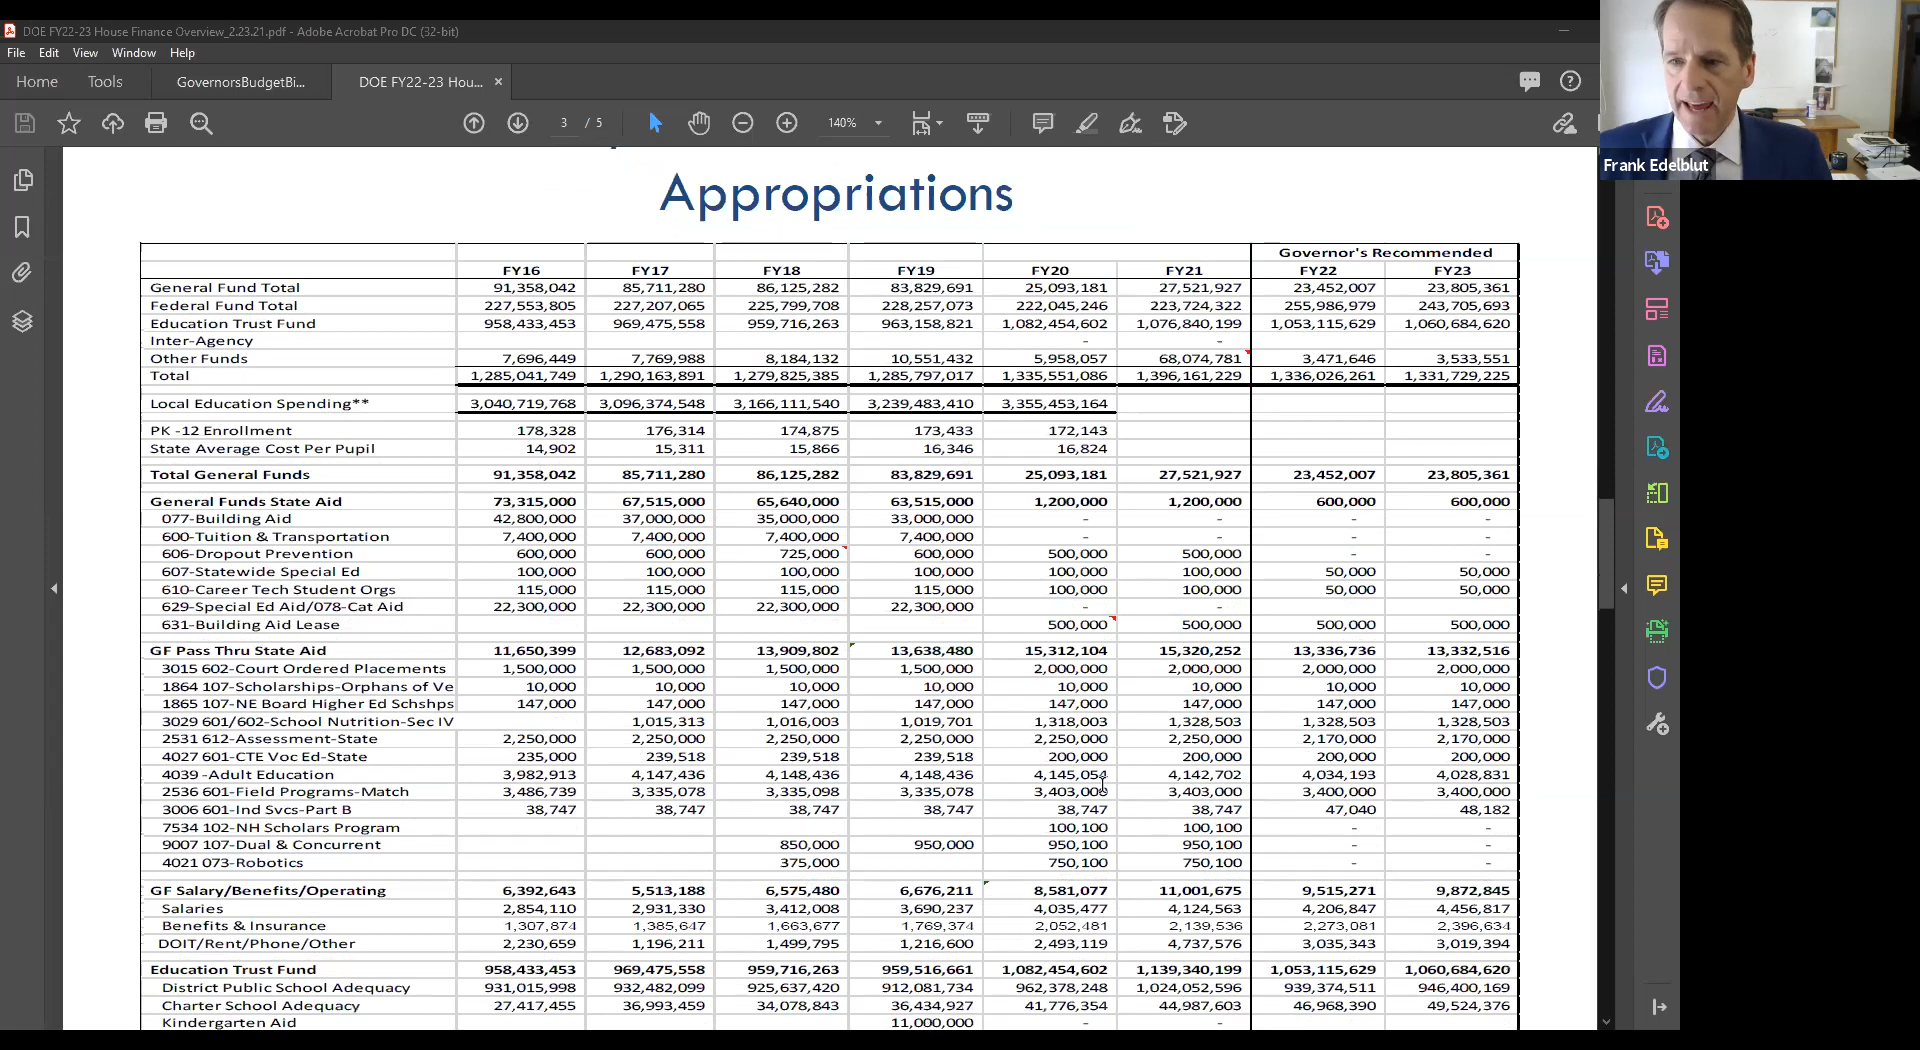 DOE FY22-23 House Finance Overview_2.23.21.pdf - Adobe Acrobat Pro DC (32-bit)
File Edit View Window Help
Home Tools GovernorsBudgetBi... DOE FY22-23 Hou... ×
3 / 5 140%
Frank Edelblut
Appropriations
Governor's Recommended
FY16 FY17 FY18 FY19 FY20 FY21 FY22 FY23
General Fund Total 91,358,042 85,711,280 86,125,282 83,829,691 25,093,181 27,521,927 23,452,007 23,805,361
Federal Fund Total 227,553,805 227,207,065 225,799,708 228,257,073 222,045,246 223,724,322 255,986,979 243,705,693
Education Trust Fund 958,433,453 969,475,558 959,716,263 963,158,821 1,082,454,602 1,076,840,199 1,053,115,629 1,060,684,620
Inter-Agency - -
Other Funds 7,696,449 7,769,988 8,184,132 10,551,432 5,958,057 68,074,781 3,471,646 3,533,551
Total 1,285,041,749 1,290,163,891 1,279,825,385 1,285,797,017 1,335,551,086 1,396,161,229 1,336,026,261 1,331,729,225
Local Education Spending** 3,040,719,768 3,096,374,548 3,166,111,540 3,239,483,410 3,355,453,164
PK -12 Enrollment 178,328 176,314 174,875 173,433 172,143
State Average Cost Per Pupil 14,902 15,311 15,866 16,346 16,824
Total General Funds 91,358,042 85,711,280 86,125,282 83,829,691 25,093,181 27,521,927 23,452,007 23,805,361
General Funds State Aid 73,315,000 67,515,000 65,640,000 63,515,000 1,200,000 1,200,000 600,000 600,000
077-Building Aid 42,800,000 37,000,000 35,000,000 33,000,000 - - - -
600-Tuition & Transportation 7,400,000 7,400,000 7,400,000 7,400,000 - - - -
606-Dropout Prevention 600,000 600,000 725,000 600,000 500,000 500,000 - -
607-Statewide Special Ed 100,000 100,000 100,000 100,000 100,000 100,000 50,000 50,000
610-Career Tech Student Orgs 115,000 115,000 115,000 115,000 100,000 100,000 50,000 50,000
629-Special Ed Aid/078-Cat Aid 22,300,000 22,300,000 22,300,000 22,300,000 - -
631-Building Aid Lease 500,000 500,000 500,000 500,000
GF Pass Thru State Aid 11,650,399 12,683,092 13,909,802 13,638,480 15,312,104 15,320,252 13,336,736 13,332,516
3015 602-Court Ordered Placements 1,500,000 1,500,000 1,500,000 1,500,000 2,000,000 2,000,000 2,000,000 2,000,000
1864 107-Scholarships-Orphans of Ve 10,000 10,000 10,000 10,000 10,000 10,000 10,000 10,000
1865 107-NE Board Higher Ed Schshps 147,000 147,000 147,000 147,000 147,000 147,000 147,000 147,000
3029 601/602-School Nutrition-Sec IV 1,015,313 1,016,003 1,019,701 1,318,003 1,328,503 1,328,503 1,328,503
2531 612-Assessment-State 2,250,000 2,250,000 2,250,000 2,250,000 2,250,000 2,250,000 2,170,000 2,170,000
4027 601-CTE Voc Ed-State 235,000 239,518 239,518 239,518 200,000 200,000 200,000 200,000
4039 -Adult Education 3,982,913 4,147,436 4,148,436 4,148,436 4,145,054 4,142,702 4,034,193 4,028,831
2536 601-Field Programs-Match 3,486,739 3,335,078 3,335,098 3,335,078 3,403,000 3,403,000 3,400,000 3,400,000
3006 601-Ind Svcs-Part B 38,747 38,747 38,747 38,747 38,747 38,747 47,040 48,182
7534 102-NH Scholars Program 100,100 100,100 - -
9007 107-Dual & Concurrent 850,000 950,000 950,100 950,100 - -
4021 073-Robotics 375,000 750,100 750,100 - -
GF Salary/Benefits/Operating 6,392,643 5,513,188 6,575,480 6,676,211 8,581,077 11,001,675 9,515,271 9,872,845
Salaries 2,854,110 2,931,330 3,412,008 3,690,237 4,035,477 4,124,563 4,206,847 4,456,817
Benefits & Insurance 1,307,874 1,385,647 1,663,677 1,769,374 2,052,481 2,139,536 2,273,081 2,396,634
DOIT/Rent/Phone/Other 2,230,659 1,196,211 1,499,795 1,216,600 2,493,119 4,737,576 3,035,343 3,019,394
Education Trust Fund 958,433,453 969,475,558 959,716,263 959,516,661 1,082,454,602 1,139,340,199 1,053,115,629 1,060,684,620
District Public School Adequacy 931,015,998 932,482,099 925,637,420 912,081,734 962,378,248 1,024,052,596 939,374,511 946,400,169
Charter School Adequacy 27,417,455 36,993,459 34,078,843 36,434,927 41,776,354 44,987,603 46,968,390 49,524,376
Kindergarten Aid 11,000,000 - -